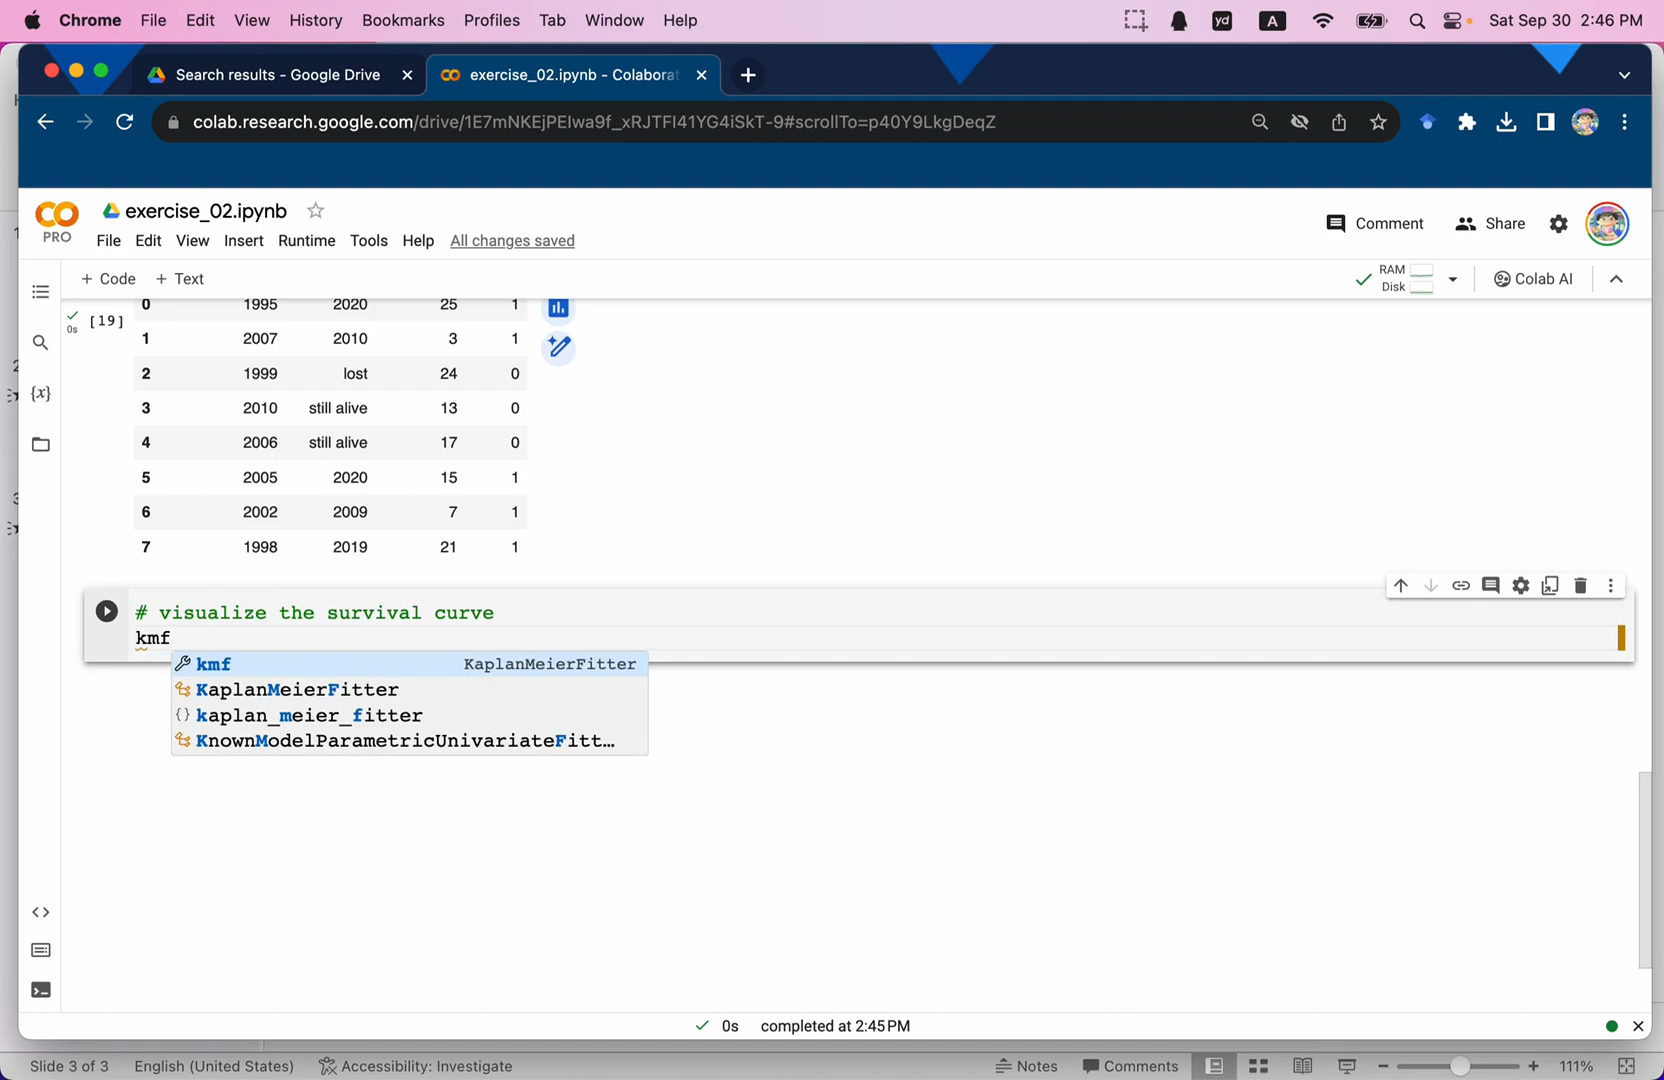 Chrome File Edit View History Bookmarks Profiles Tab Window Help yd A Sat Sep 30 2:46 PM
Search results - Google Drive exercise_02.ipynb - Colaborat
colab.research.google.com/drive/1E7mNKEjPEIwa9f_xRJTFI41YG4iSkT-9#scrollTo=p40Y9LkgDeqZ
CO PRO exercise_02.ipynb
File Edit View Insert Runtime Tools Help All changes saved
Comment Share
+ Code + Text
RAM
Disk
Colab AI
0s [19]
0 1995 2020 25 1
1 2007 2010 3 1
2 1999 lost 24 0
3 2010 still alive 13 0
4 2006 still alive 17 0
5 2005 2020 15 1
6 2002 2009 7 1
7 1998 2019 21 1
{x}
# visualize the survival curve
kmf
kmf KaplanMeierFitter
KaplanMeierFitter
{} kaplan_meier_fitter
KnownModelParametricUnivariateFitt…
0s completed at 2:45 PM
Slide 3 of 3 English (United States) Accessibility: Investigate Notes Comments 111%